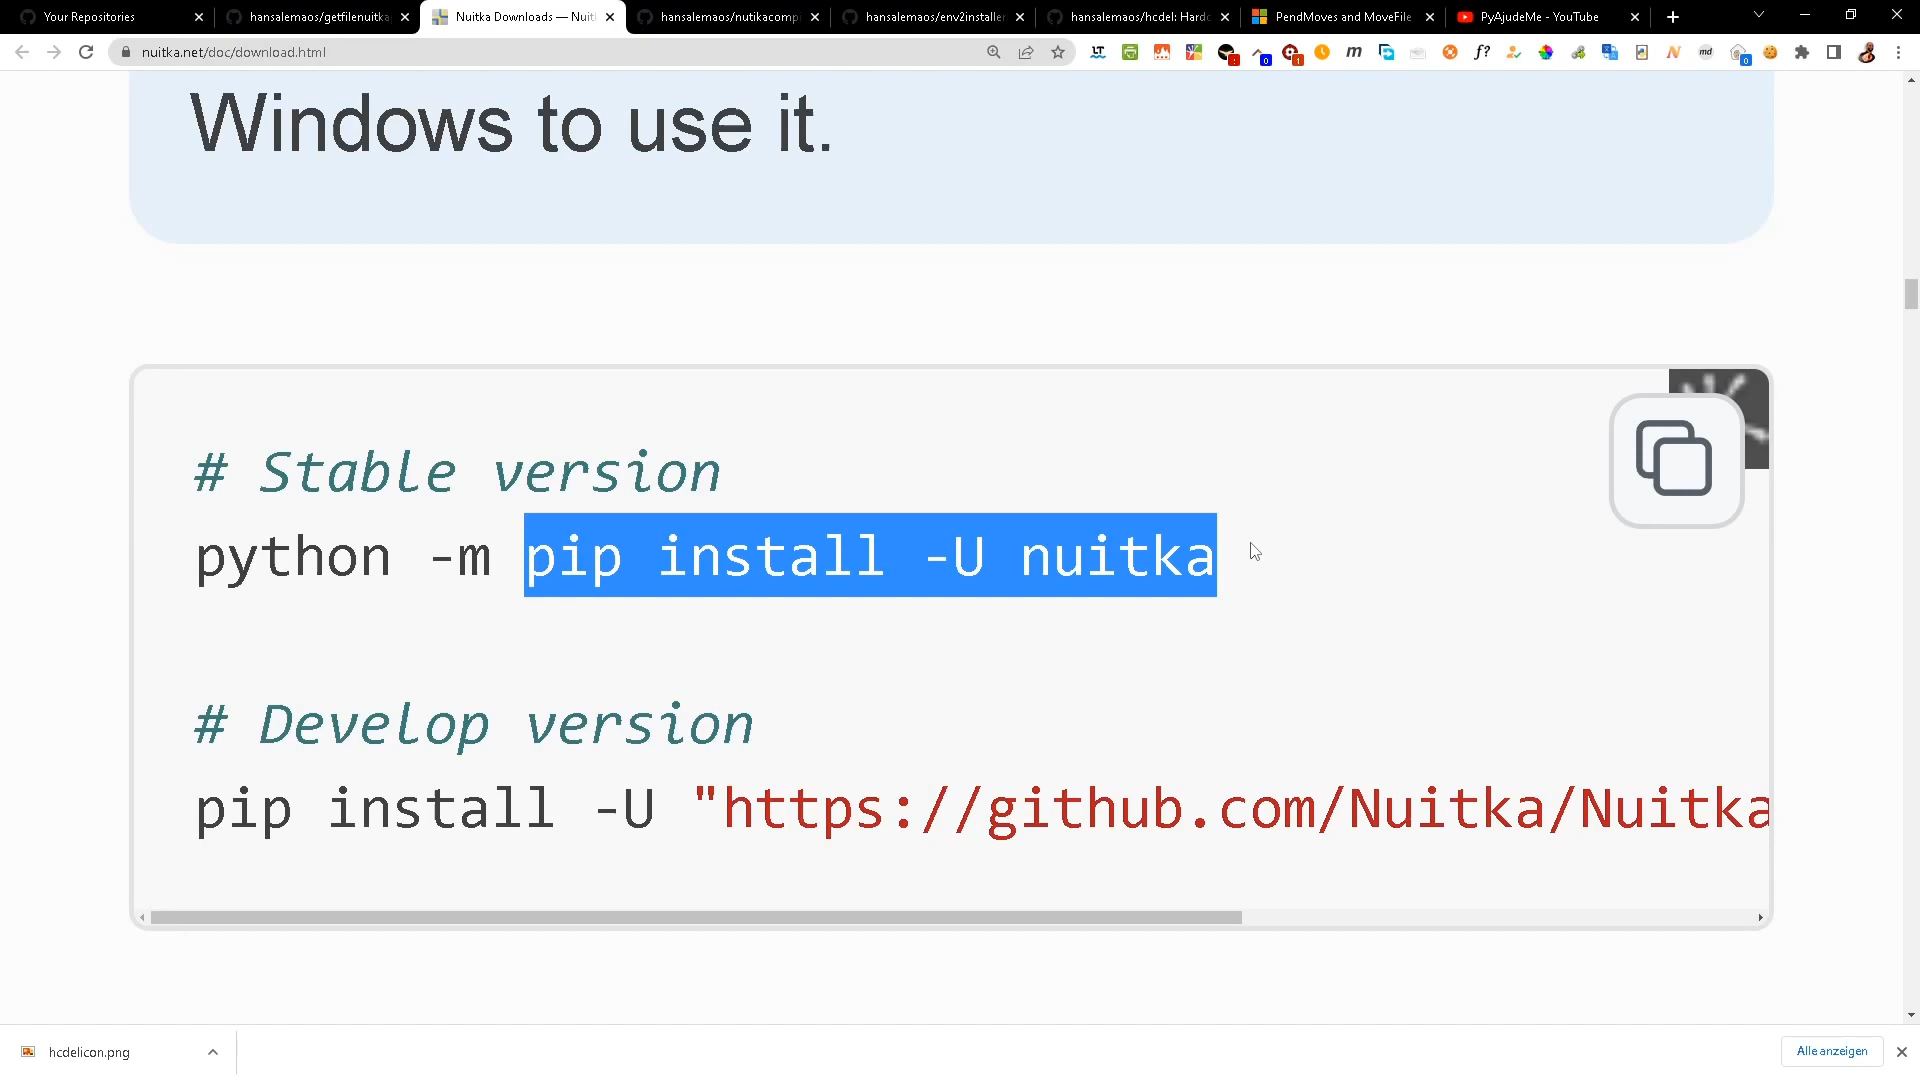 Your Repositories
hansalemaos/getfilenuitka
Nuitka Downloads — Nuit
hansalemaos/nutikacomp
hansalemaos/env2installer
hansalemaos/hcdel: Hardc
PendMoves and MoveFile
PyAjudeMe - YouTube
nuitka.net/doc/download.html
Windows to use it.
# Stable version
python -m pip install -U nuitka
# Develop version
pip install -U "https://github.com/Nuitka/Nuitka
hcdelicon.png
Alle anzeigen